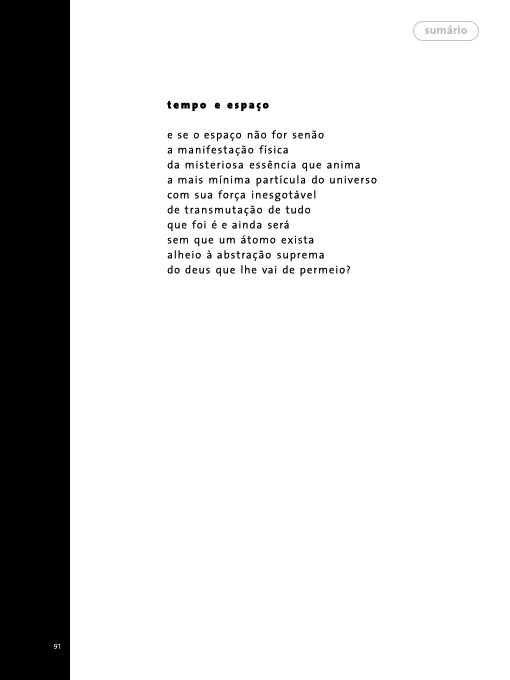 sumário
tempo e espaço
e se o espaço não for senão
a manifestação física
da misteriosa essência que anima
a mais mínima partícula do universo
com sua força inesgotável
de transmutação de tudo
que foi é e ainda será
sem que um átomo exista
alheio à abstração suprema
do deus que lhe vai de permeio?
91